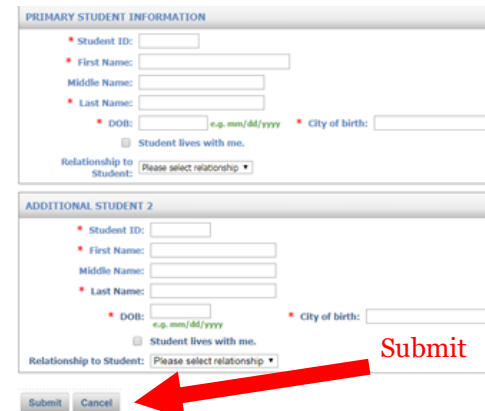 PRIMARY STUDENT INFORMATION
* Student ID:
* First Name:
Middle Name:
* Last Name:
* DOB: e.g. mm/dd/yyyy * City of birth:
Student lives with me.
Relationship to
Student: Please select relationship
ADDITIONAL STUDENT 2
* Student ID:
* First Name:
Middle Name:
* Last Name:
* DOB: * City of birth:
e.g. mm/dd/yyyy
Student lives with me.
Submit
Relationship to Student: Please select relationship
Submit Cancel